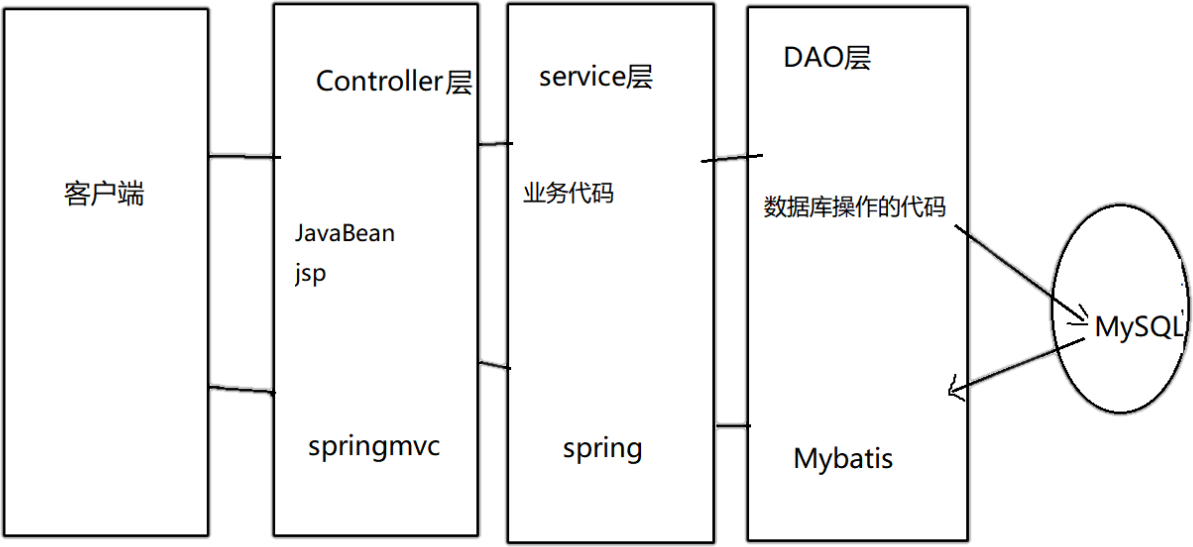 客户端
Controller层
JavaBean
jsp
springmvc
service层
业务代码
spring
DAO层
数据库操作的代码
Mybatis
MySQL